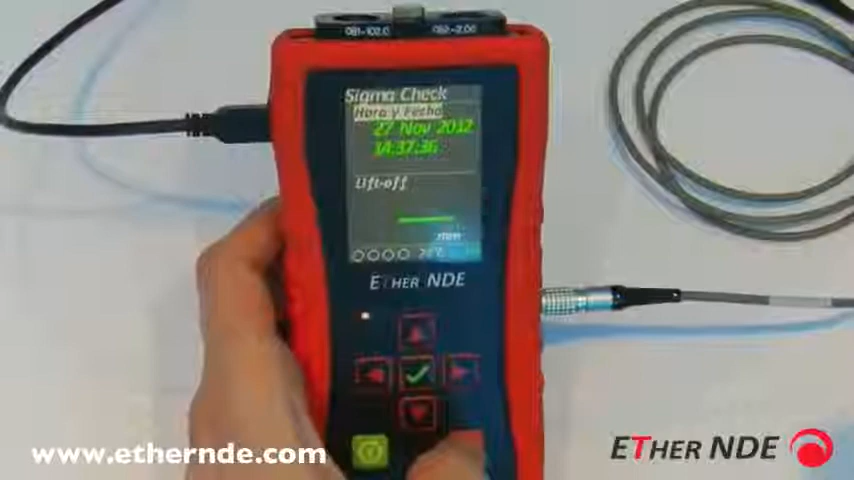 Sigma Check
Hora y Fecha
27 Nov 2012
14:37:36
Lift-off
mm
ETHER NDE
www.ethernde.com
ETHER NDE